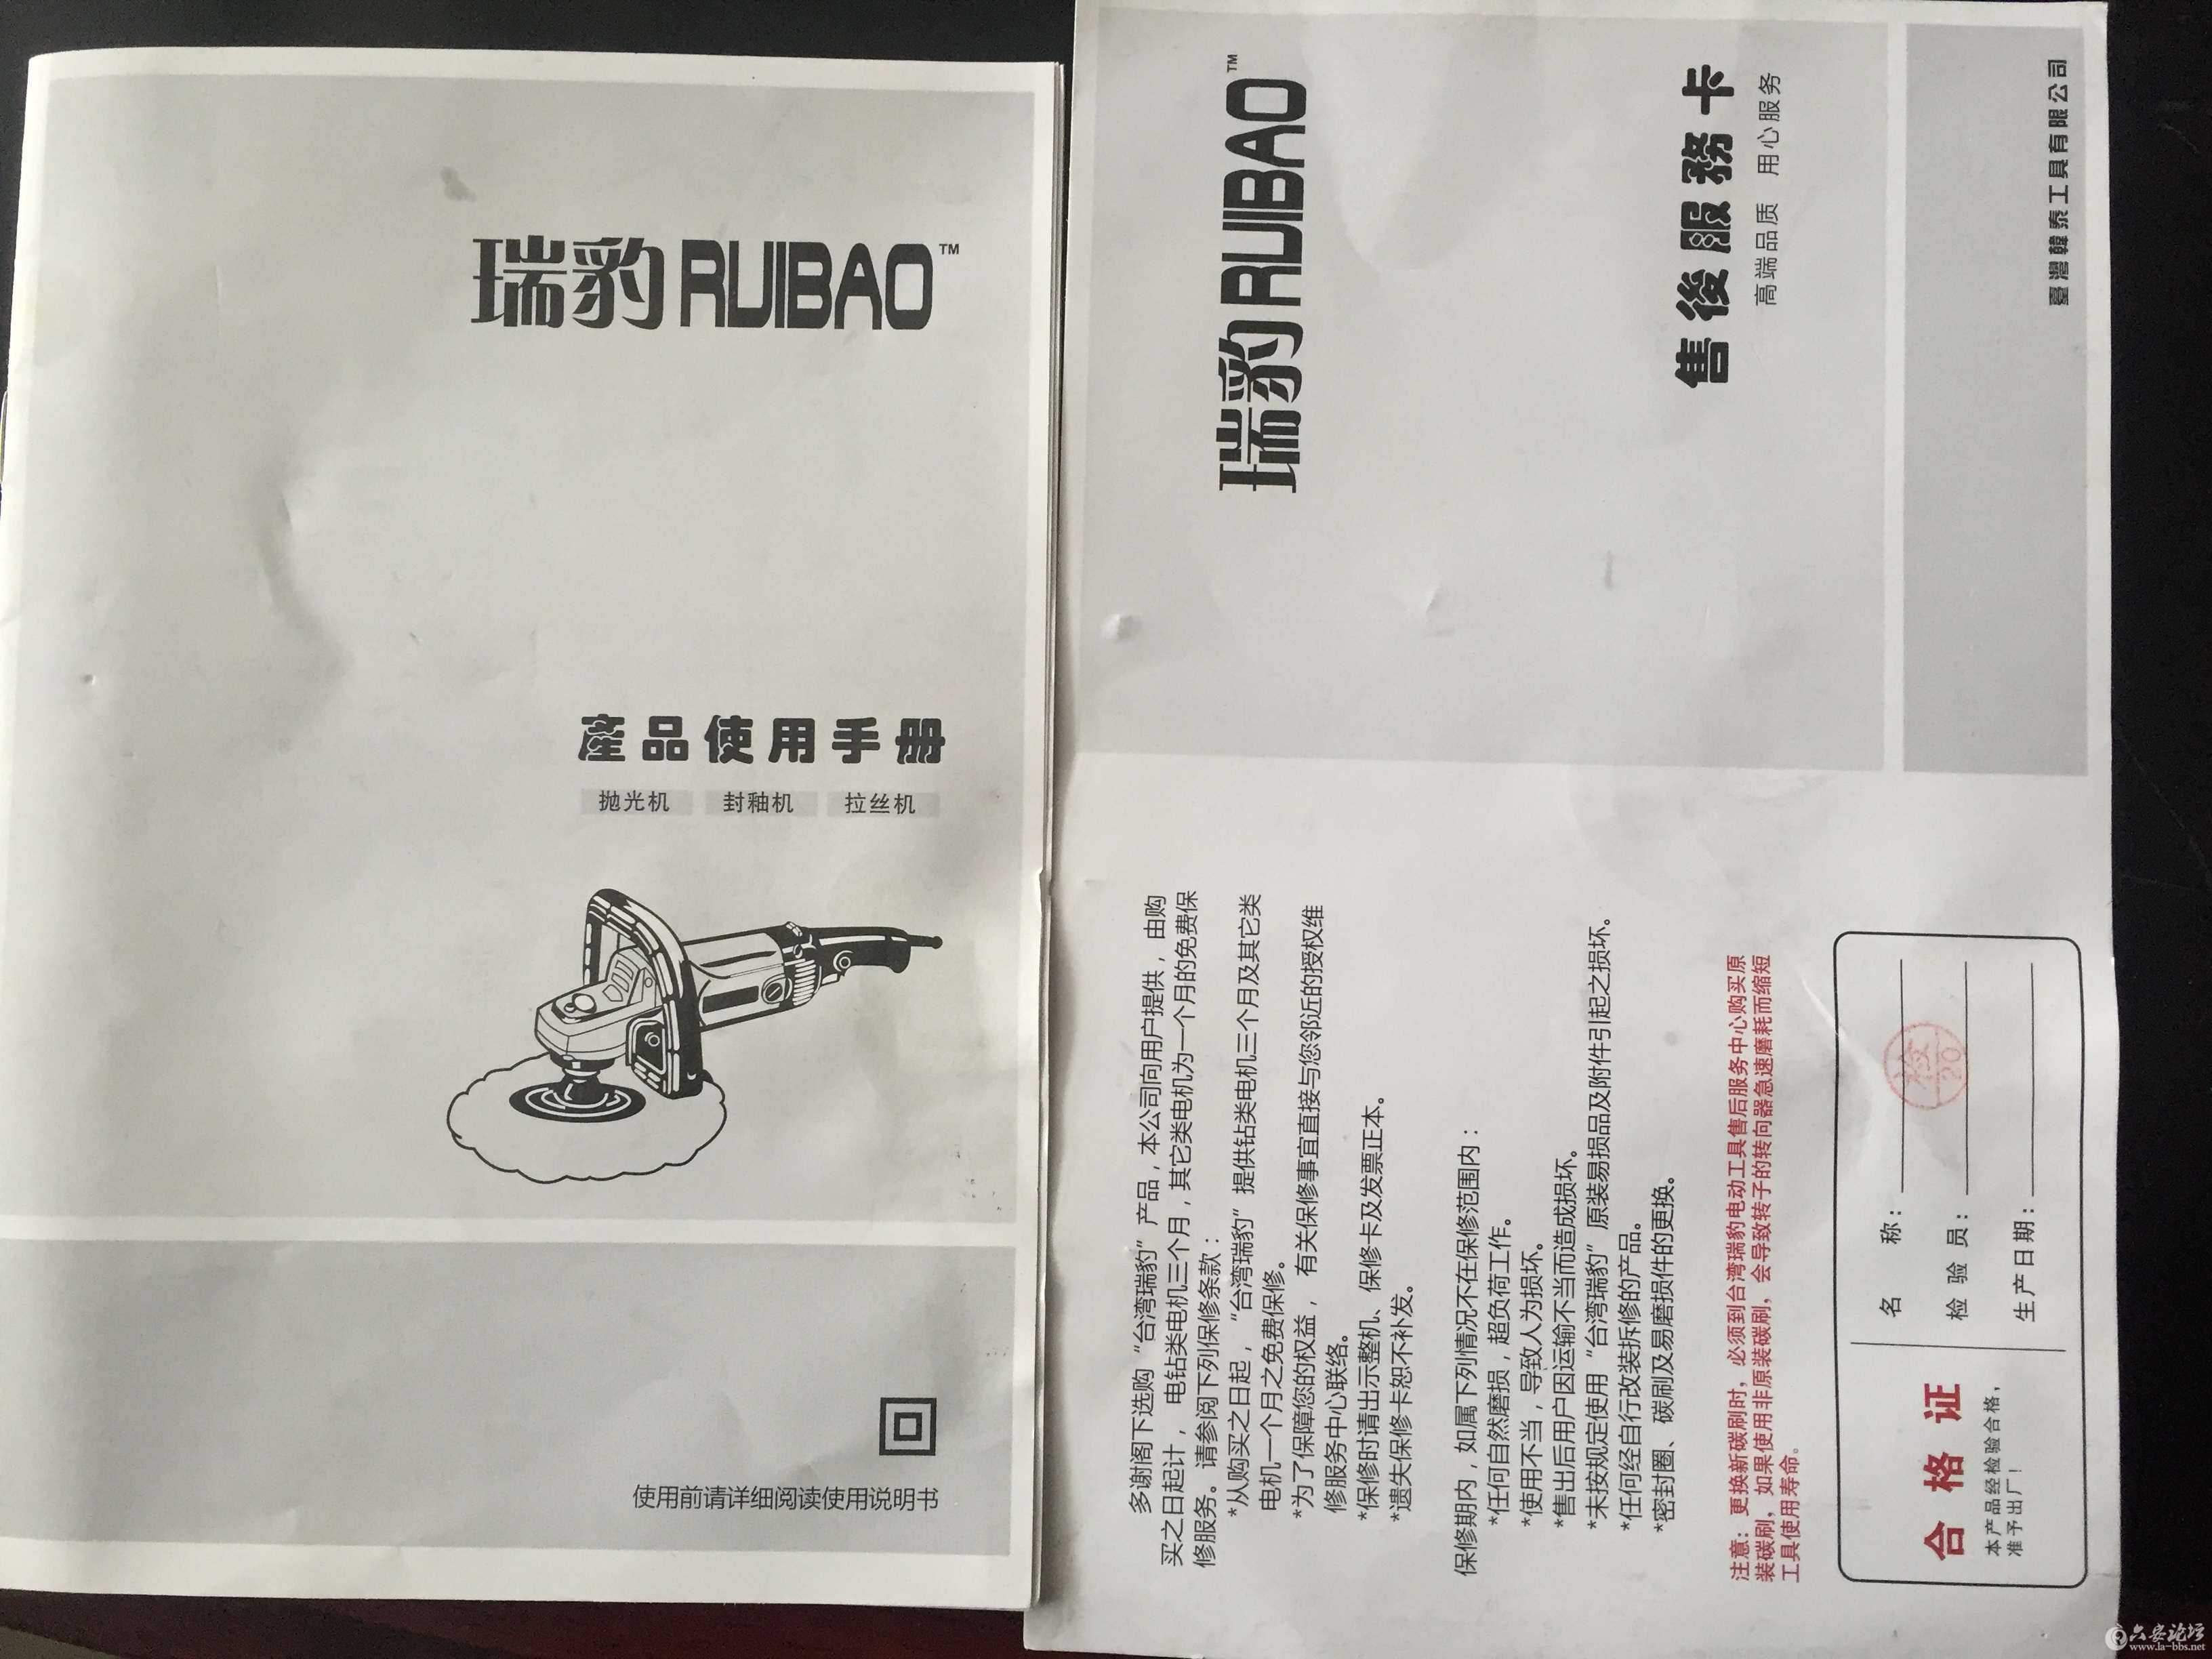 瑞豹RUIBAO™
產品使用手册
抛光机 封釉机 拉丝机
使用前请详细阅读使用说明书
瑞豹RUIBAO™
售後服務卡
高端品质 用心服务
臺灣韓泰工具有限公司
多谢阁下选购“台湾瑞豹”产品,本公司向用户提供,由购
买之日起计,电钻类电机三个月,其它类电机为一个月的免费保
修服务。请参阅下列保修条款:
*从购买之日起,“台湾瑞豹”提供钻类电机三个月及其它类
电机一个月之免费保修。
*为了保障您的权益,有关保修事宜直接与您邻近的授权维
修服务中心联络。
*保修时请出示整机、保修卡及发票正本。
*遗失保修卡恕不补发。
保修期内,如属下列情况不在保修范围内:
*任何自然磨损,超负荷工作。
*使用不当,导致人为损坏。
*售出后用户因运输不当而造成损坏。
*未按规定使用“台湾瑞豹”原装易损品及附件引起之损坏。
*任何经自行改装拆修的产品。
*密封圈、碳刷及易磨损件的更换。
注意:更换新碳刷时,必须到台湾瑞豹电动工具售后服务中心购买原
装碳刷,如果使用非原装碳刷,会导致转子的转向器急速磨耗而缩短
工具使用寿命。
合格证
本产品经检验合格,
准予出厂!
名 称:
检 验 员:
生产日期:
检
20
六安论坛
www.la-bbs.net